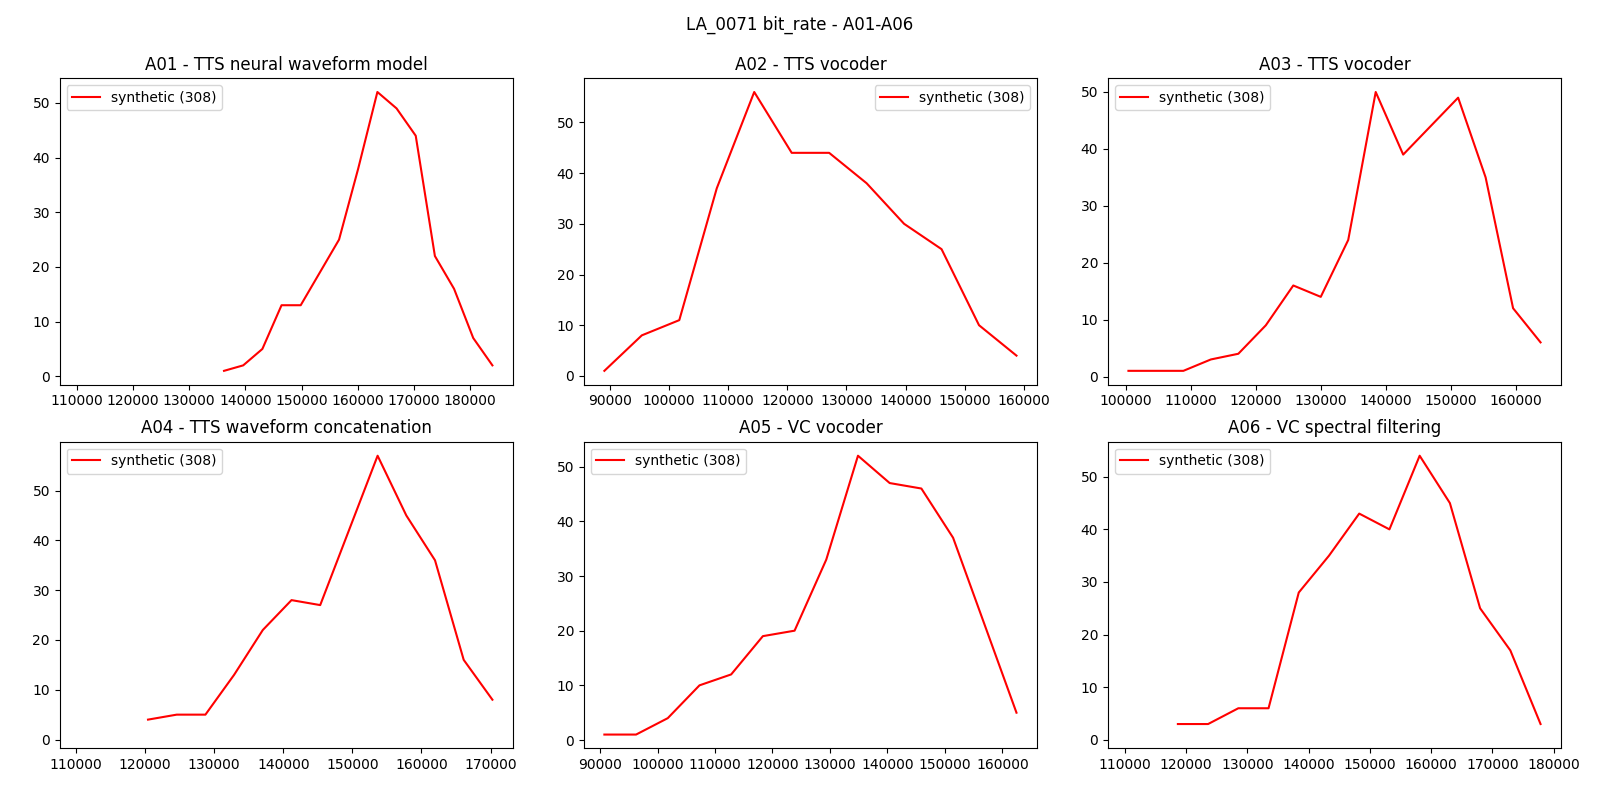 LA_0071 bit_rate - A01-A06
A01 - TTS neural waveform model
synthetic (308)
50
40
30
20
10
0
110000 120000 130000 140000 150000 160000 170000 180000
A02 - TTS vocoder
synthetic (308)
50
40
30
20
10
0
90000 100000 110000 120000 130000 140000 150000 160000
A03 - TTS vocoder
synthetic (308)
50
40
30
20
10
0
100000 110000 120000 130000 140000 150000 160000
A04 - TTS waveform concatenation
synthetic (308)
50
40
30
20
10
0
110000 120000 130000 140000 150000 160000 170000
A05 - VC vocoder
synthetic (308)
50
40
30
20
10
0
90000 100000 110000 120000 130000 140000 150000 160000
A06 - VC spectral filtering
synthetic (308)
50
40
30
20
10
0
110000 120000 130000 140000 150000 160000 170000 180000